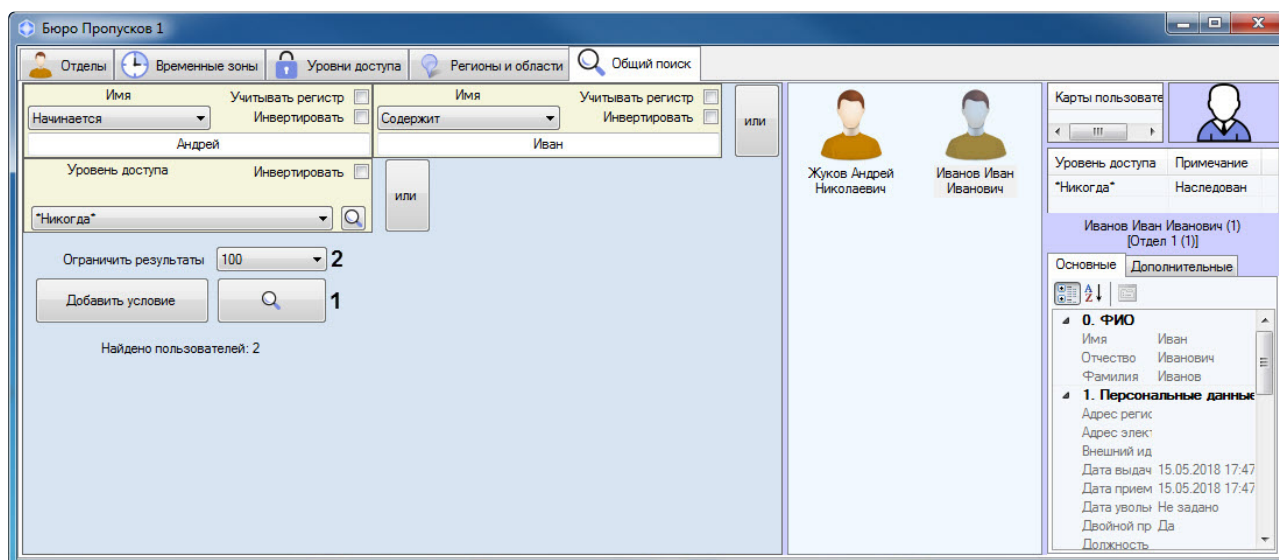 Бюро Пропусков 1
Отделы Временные зоны Уровни доступа Регионы и области Общий поиск
Имя Учитывать регистр Имя Учитывать регистр
Начинается Инвертировать Содержит Инвертировать или
Андрей Иван
Уровень доступа Инвертировать
или
*Никогда*
Ограничить результаты 100 2
Добавить условие 1
Найдено пользователей: 2
Жуков Андрей
Николаевич
Иванов Иван
Иванович
Карты пользовате
Уровень доступа Примечание
*Никогда* Наследован
Иванов Иван Иванович (1)
[Отдел 1 (1)]
Основные Дополнительные
0. ФИО
Имя Иван
Отчество Иванович
Фамилия Иванов
1. Персональные данные
Адрес регис
Адрес элект
Внешний ид
Дата выдач 15.05.2018 17:47
Дата прием 15.05.2018 17:47
Дата увольн Не задано
Двойной пр Да
Должность